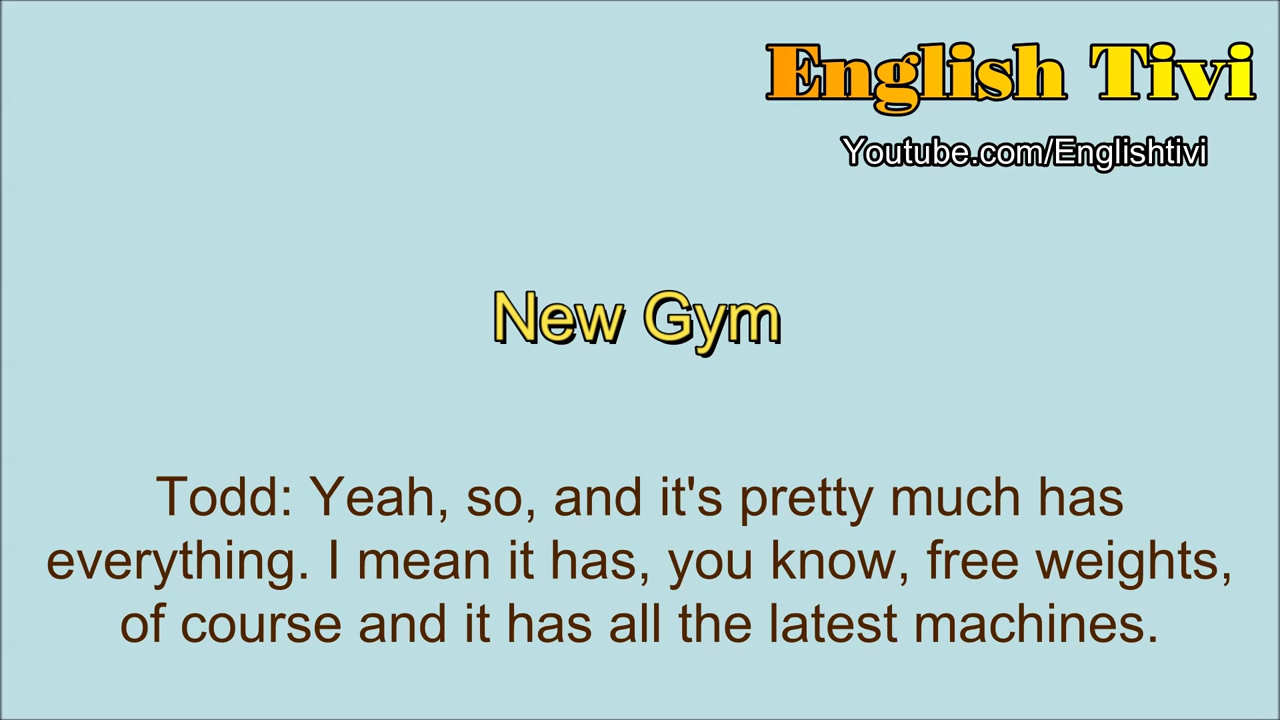 English Tivi
Youtube.com/Englishtivi
New Gym
Todd: Yeah, so, and it's pretty much has
everything. I mean it has, you know, free weights,
of course and it has all the latest machines.